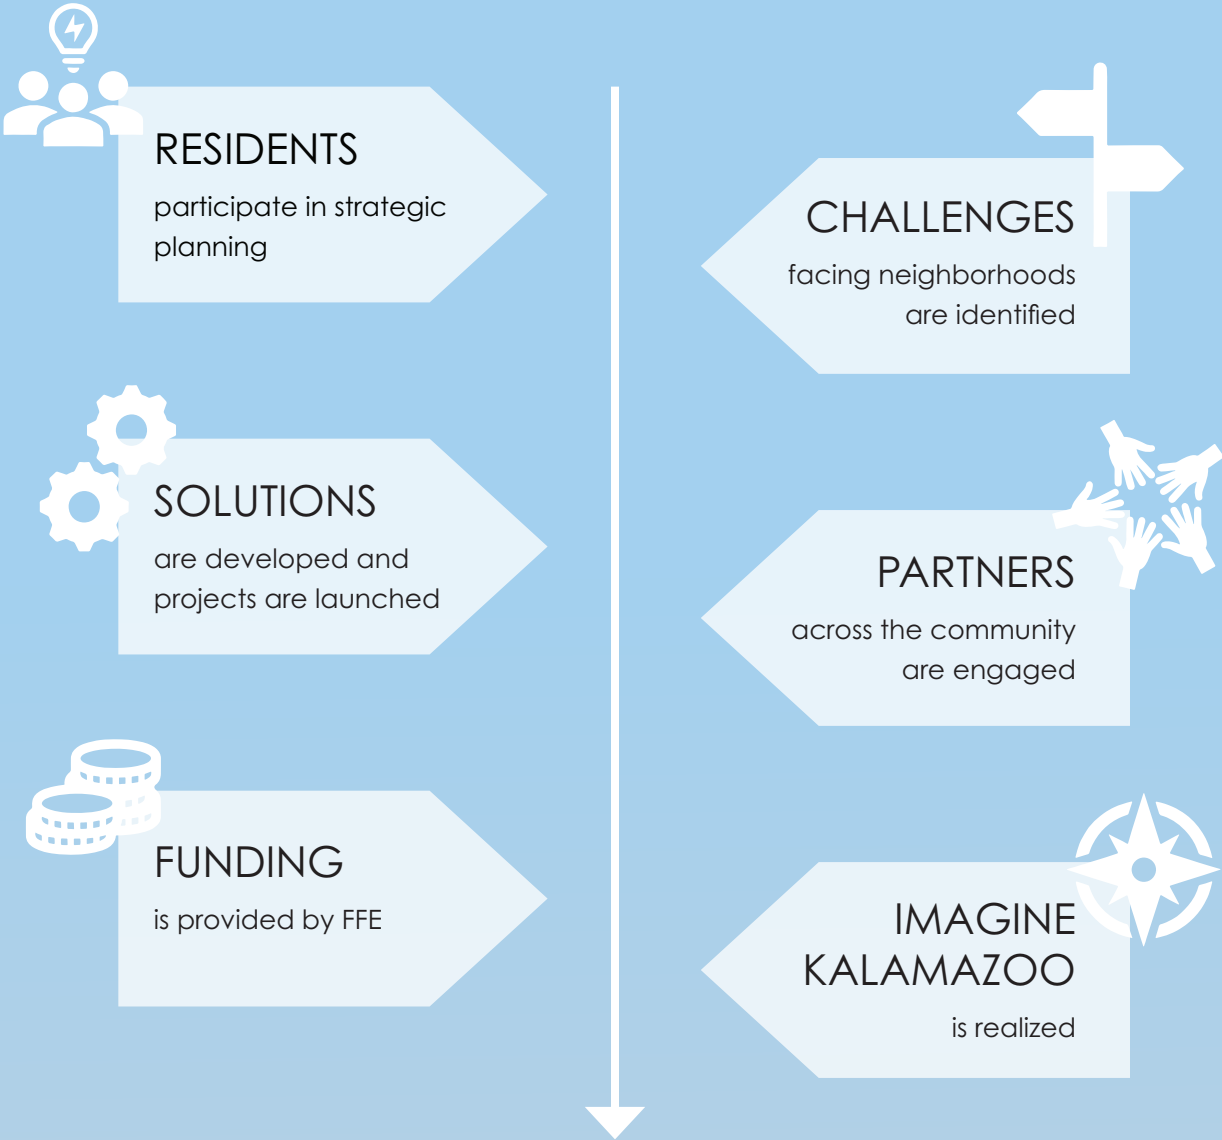 RESIDENTS
participate in strategic
planning
CHALLENGES
facing neighborhoods
are identified
SOLUTIONS
are developed and
projects are launched
PARTNERS
across the community
are engaged
FUNDING
is provided by FFE
IMAGINE
KALAMAZOO
is realized